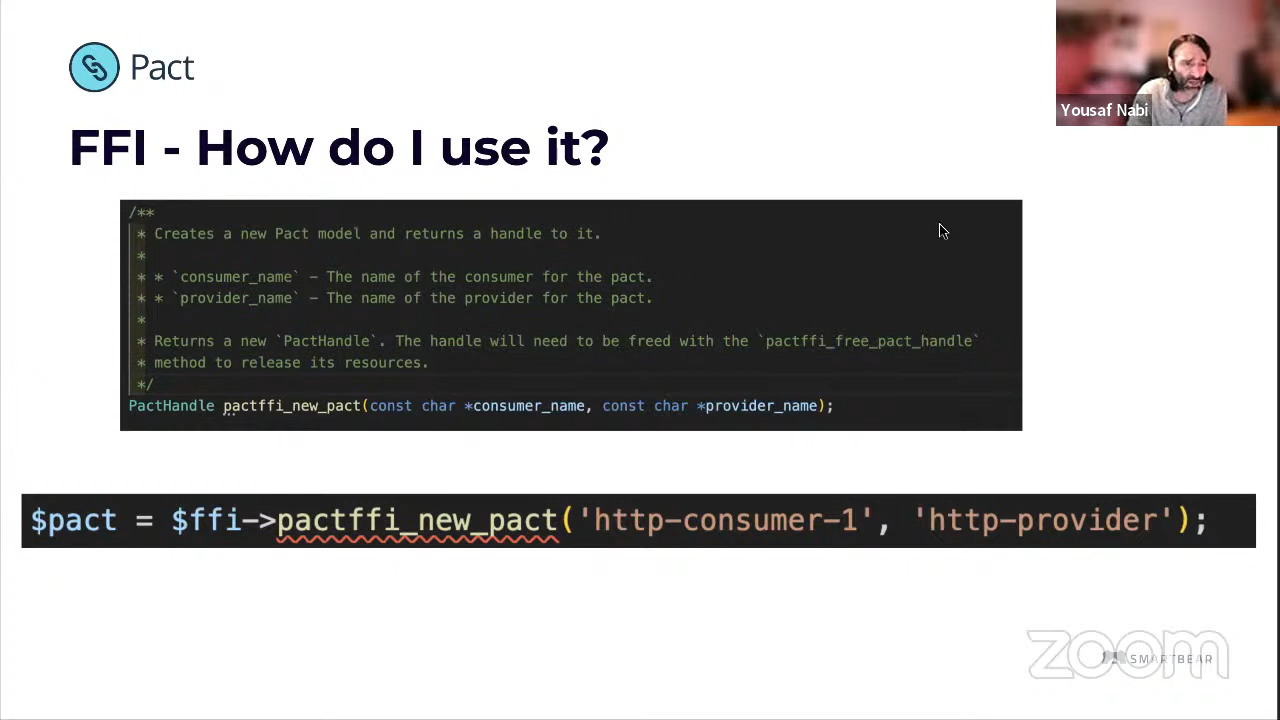 Pact
Yousaf Nabi
FFI - How do I use it?
/**
* Creates a new Pact model and returns a handle to it.
*
* * `consumer_name` - The name of the consumer for the pact.
* * `provider_name` - The name of the provider for the pact.
*
* Returns a new `PactHandle`. The handle will need to be freed with the `pactffi_free_pact_handle`
* method to release its resources.
*/
PactHandle pactffi_new_pact(const char *consumer_name, const char *provider_name);
$pact = $ffi->pactffi_new_pact('http-consumer-1', 'http-provider');
zoom
SMARTBEAR